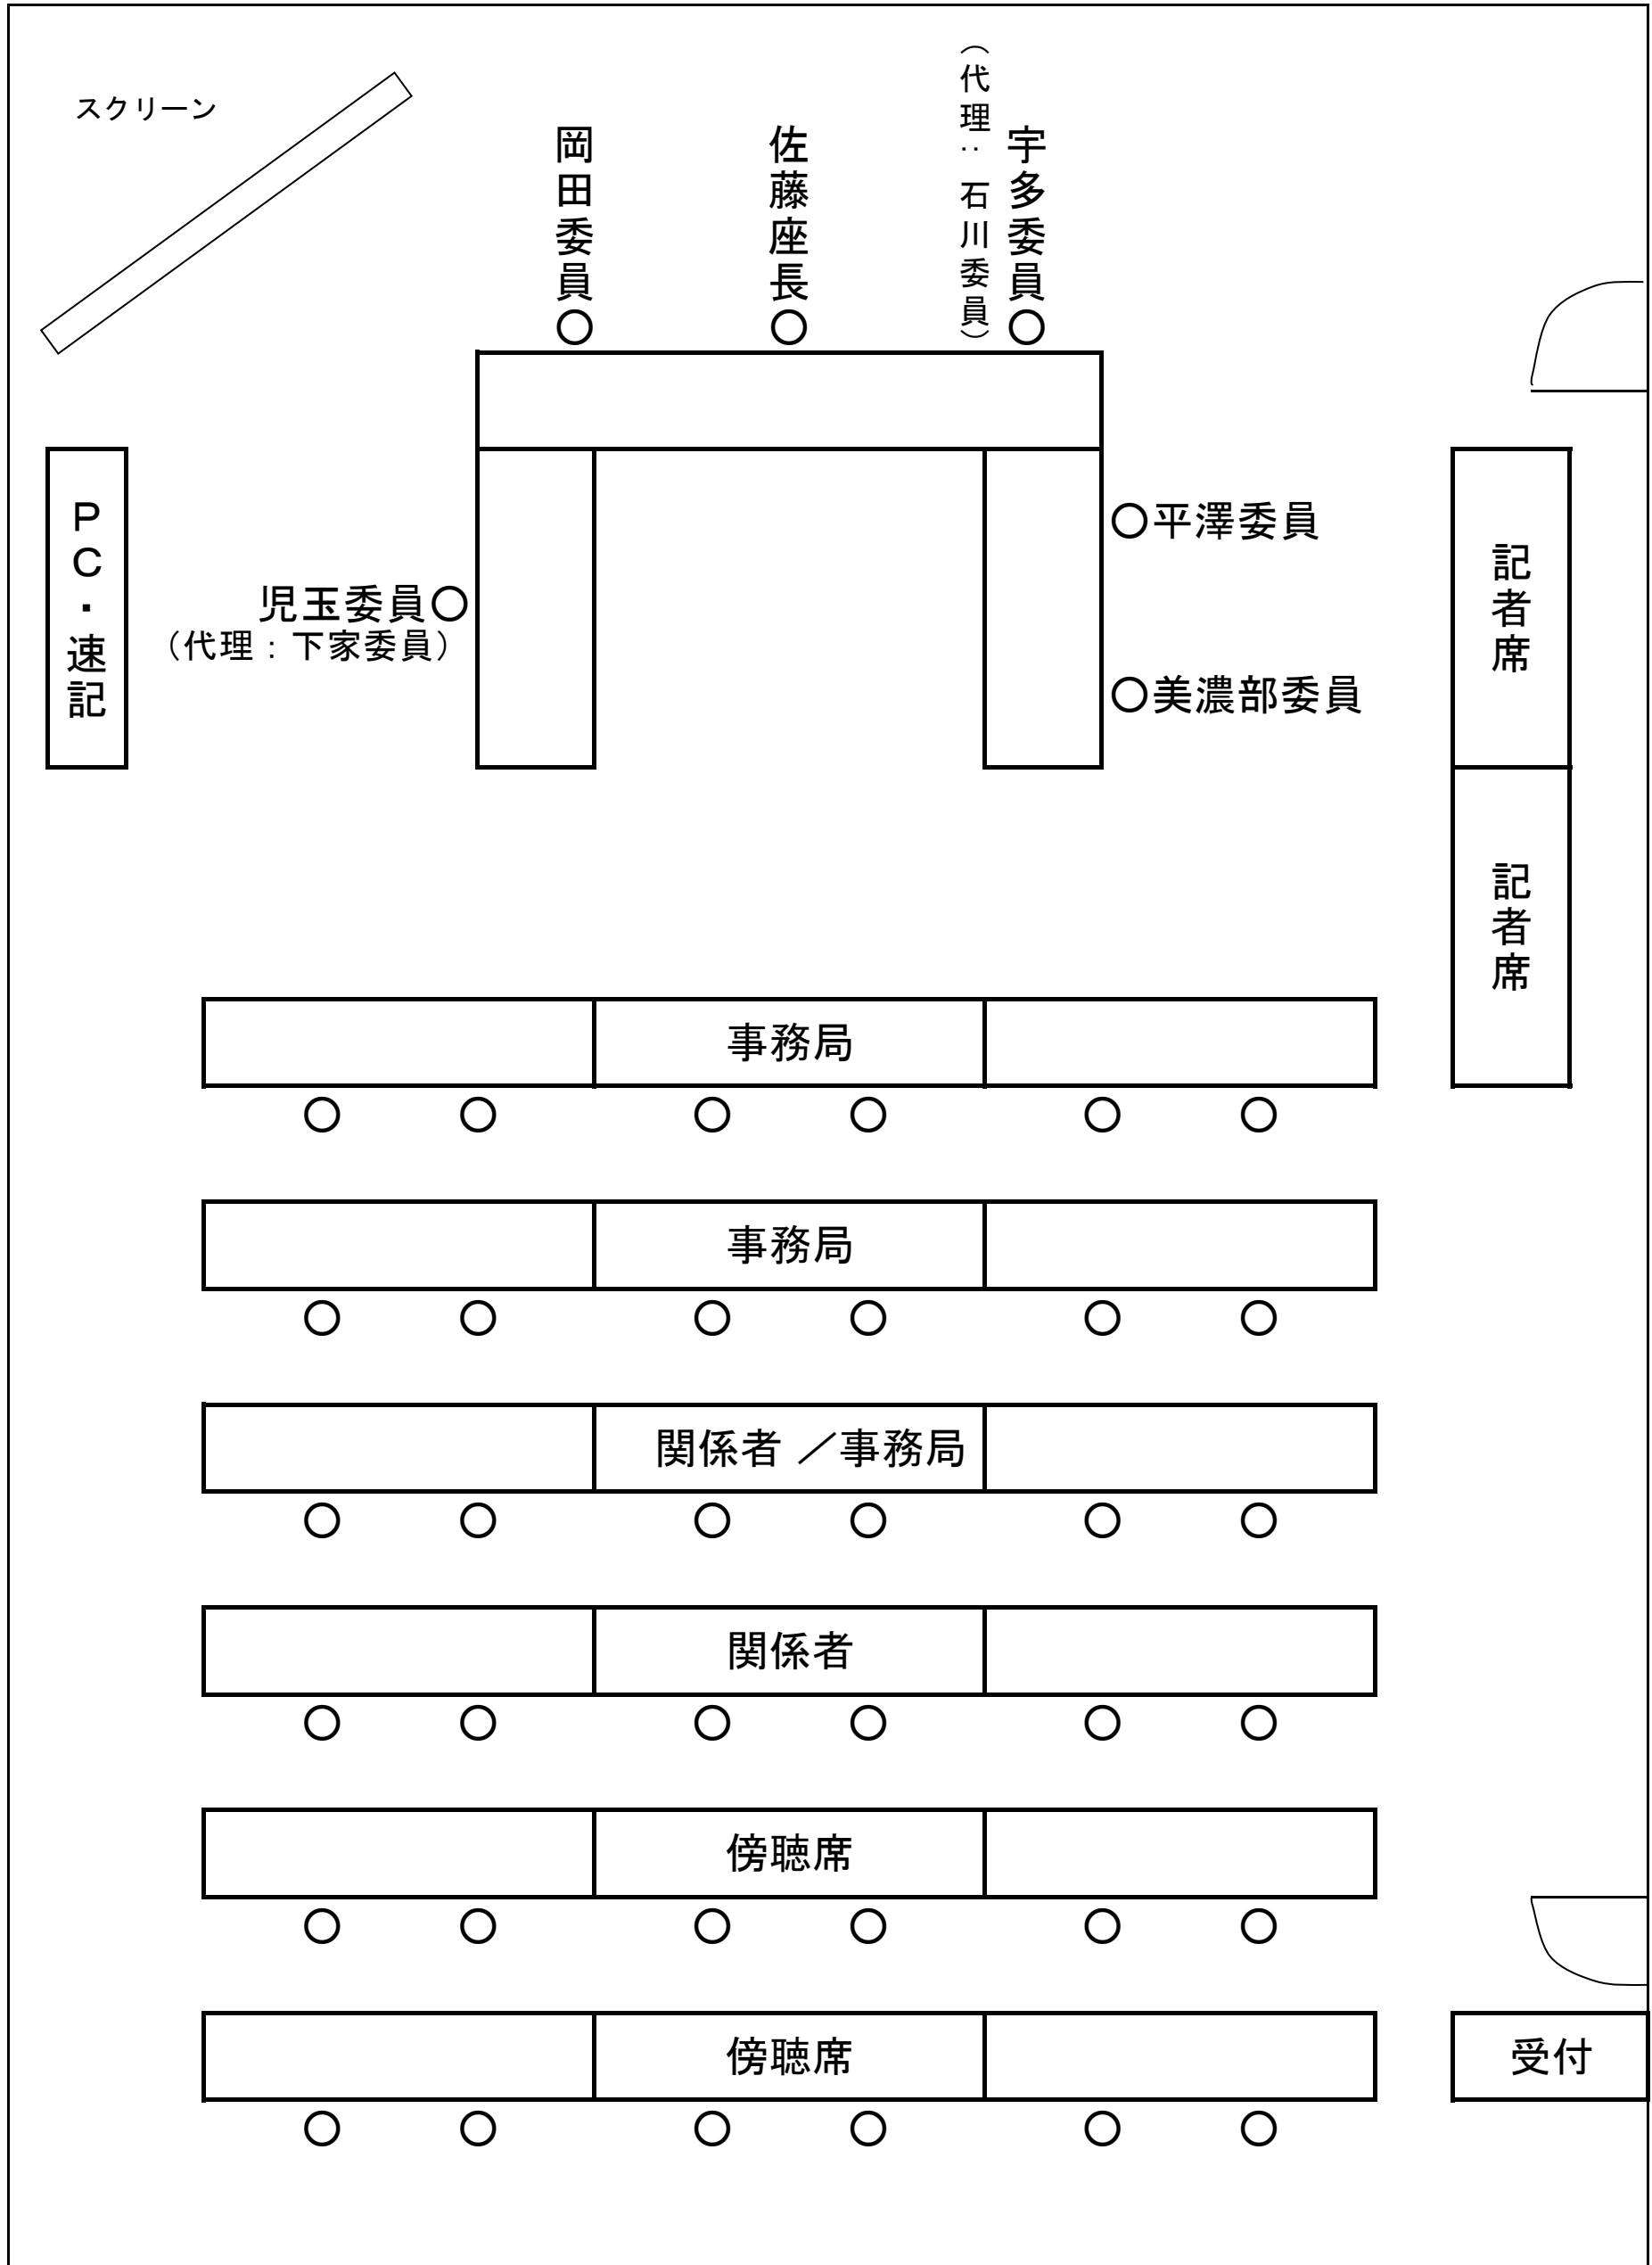 スクリーン
岡田委員○
佐藤座長○
宇多委員○
（代理：石川委員）
PC・速記
児玉委員○
（代理：下家委員）
○平澤委員
○美濃部委員
記者席
記者席
事務局
○ ○ ○ ○ ○ ○
事務局
○ ○ ○ ○ ○ ○
関係者 ／事務局
○ ○ ○ ○ ○ ○
関係者
○ ○ ○ ○ ○ ○
傍聴席
○ ○ ○ ○ ○ ○
傍聴席
受付
○ ○ ○ ○ ○ ○